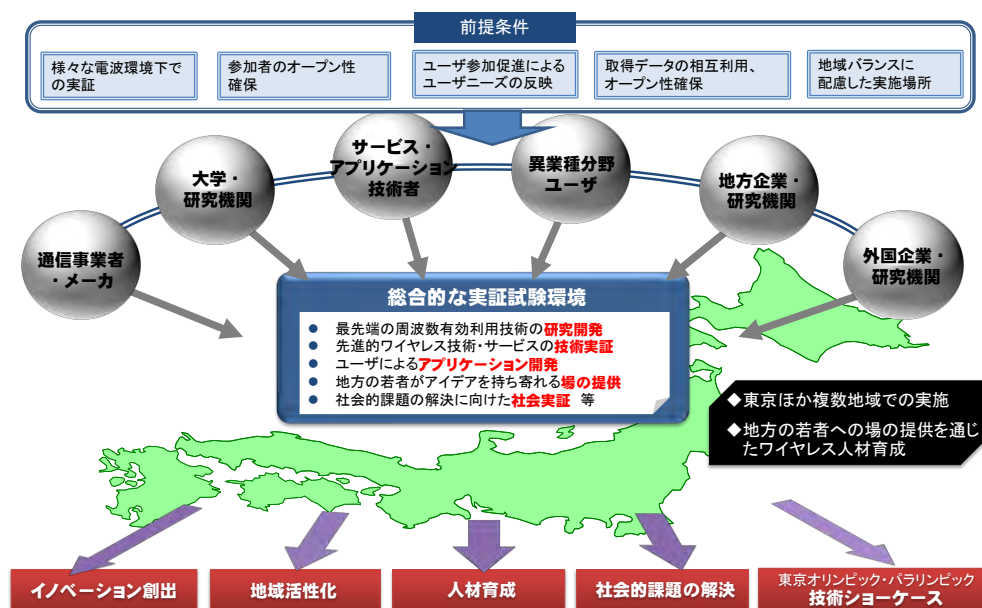 前提条件
様々な電波環境下で
の実証
参加者のオープン性
確保
ユーザ参加促進による
ユーザニーズの反映
取得データの相互利用、
オープン性確保
地域バランスに
配慮した実施場所
通信事業者
・メーカ
大学・
研究機関
サービス・
アプリケーション
技術者
異業種分野
ユーザ
地方企業・
研究機関
外国企業・
研究機関
総合的な実証試験環境
● 最先端の周波数有効利用技術の研究開発
● 先進的ワイヤレス技術・サービスの技術実証
● ユーザによるアプリケーション開発
● 地方の若者がアイデアを持ち寄れる場の提供
● 社会的課題の解決に向けた社会実証 等
◆東京ほか複数地域での実施
◆地方の若者への場の提供を通じ
たワイヤレス人材育成
イノベーション創出
地域活性化
人材育成
社会的課題の解決
東京オリンピック・パラリンピック
技術ショーケース